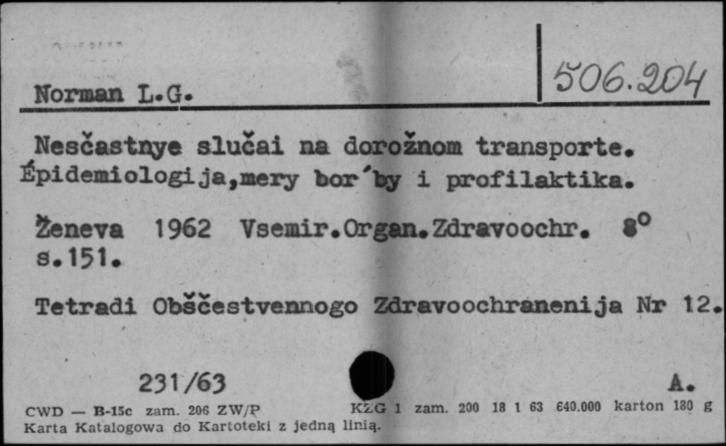 506.204
Norman L.G.
Nesčastnye slučai na dorožnom transporte.
Épidemiologija,mery bor´by i profilaktika.
Ženeva 1962 Vsemir.Organ.Zdravoochr. 8°
s.151.
Tetradi Obščestvennogo Zdravoochranenija Nr 12.
231/63 A.
CWD — B-15c zam. 206 ZW/P KZG 1 zam. 200 18 1 63 640.000 karton 180 g
Karta Katalogowa do Kartoteki z jedną linią.